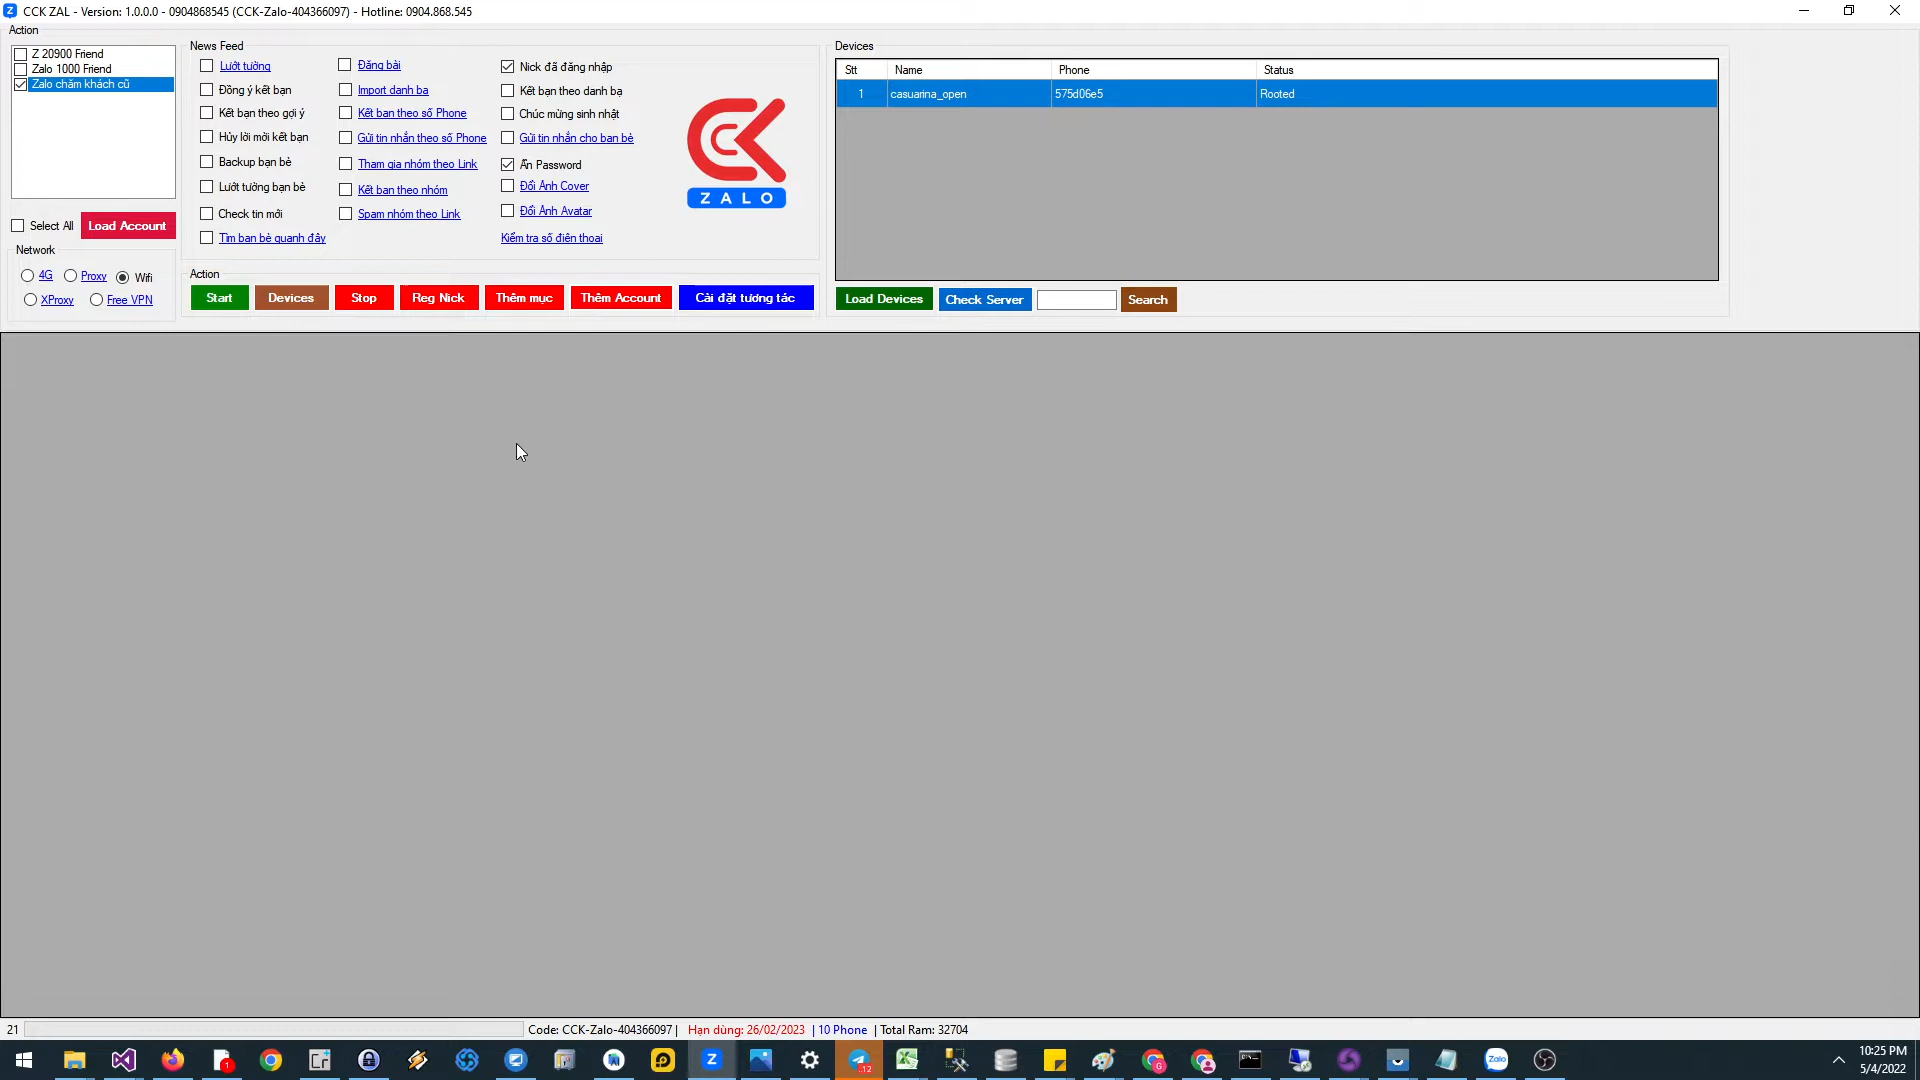 CCK ZAL - Version: 1.0.0.0 - 0904868545 (CCK-Zalo-404366097) - Hotline: 0904.868.545
Action
Z 20900 Friend
Zalo 1000 Friend
Zalo chăm khách cũ
Select All
Load Account
Network
4G
Proxy
Wifi
XProxy
Free VPN
News Feed
Lướt tường
Đồng ý kết bạn
Kết bạn theo gợi ý
Hủy lời mời kết bạn
Backup bạn bè
Lướt tường bạn bè
Check tin mới
Tìm bạn bè quanh đây
Đăng bài
Import danh bạ
Kết bạn theo số Phone
Gửi tin nhắn theo số Phone
Tham gia nhóm theo Link
Kết bạn theo nhóm
Spam nhóm theo Link
Nick đã đăng nhập
Kết bạn theo danh bạ
Chúc mừng sinh nhật
Gửi tin nhắn cho bạn bè
Ẩn Password
Đổi Ảnh Cover
Đổi Ảnh Avatar
Kiểm tra số điện thoại
ZALO
Action
Start
Devices
Stop
Reg Nick
Thêm mục
Thêm Account
Cài đặt tương tác
Devices
Stt Name Phone Status
1 casuarina_open 575d06e5 Rooted
Load Devices
Check Server
Search
21
Code: CCK-Zalo-404366097 | Hạn dùng: 26/02/2023 | 10 Phone | Total Ram: 32704
10:25 PM
5/4/2022